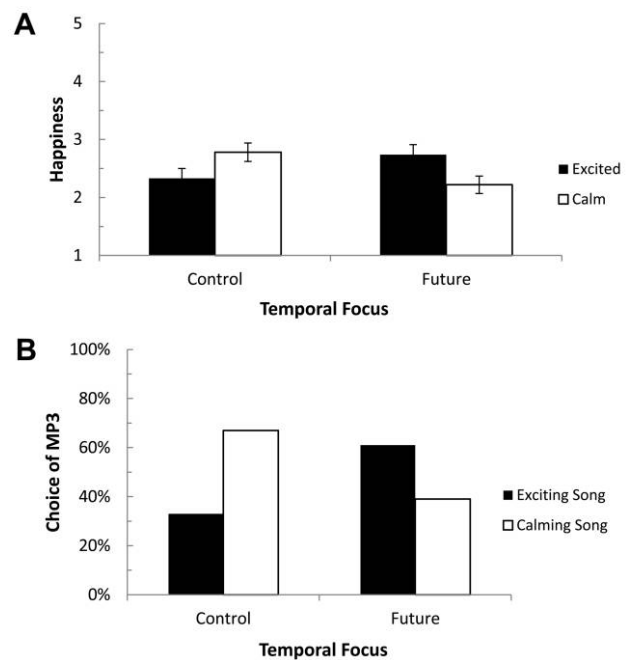 A
5
4
3
2
1
Happiness
Control
Future
Temporal Focus
Excited
Calm
B
100%
80%
60%
40%
20%
0%
Choice of MP3
Control
Future
Temporal Focus
Exciting Song
Calming Song